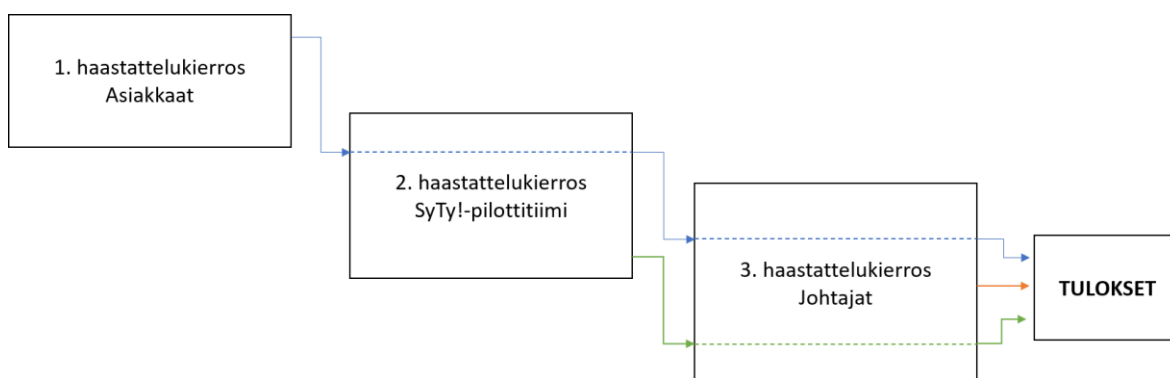 1. haastattelukierros
Asiakkaat
2. haastattelukierros
SyTy!-pilottitiimi
3. haastattelukierros
Johtajat
TULOKSET